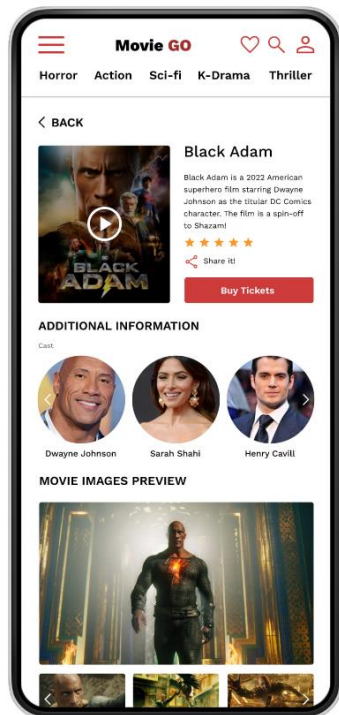 Movie GO
Horror Action Sci-fi K-Drama Thriller
BACK
Black Adam
Black Adam is a 2022 American
superhero film starring Dwayne
Johnson as the titular DC Comics
character. The film is a spin-off
to Shazam!
Share it!
Buy Tickets
BLACK
ADAM
ADDITIONAL INFORMATION
Cast
Dwayne Johnson
Sarah Shahi
Henry Cavill
MOVIE IMAGES PREVIEW